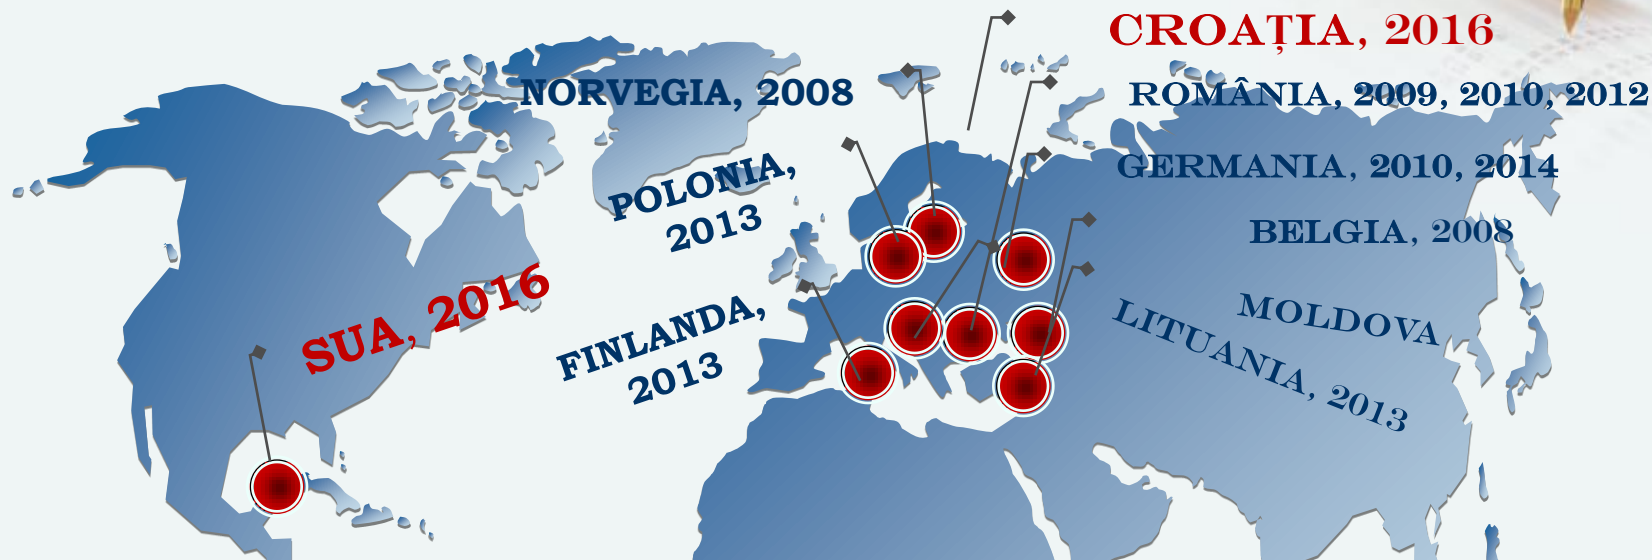 CROAȚIA, 2016
NORVEGIA, 2008
ROMÂNIA, 2009, 2010, 2012
POLONIA,
2013
GERMANIA, 2010, 2014
BELGIA, 2008
SUA, 2016
FINLANDA,
2013
MOLDOVA
LITUANIA, 2013